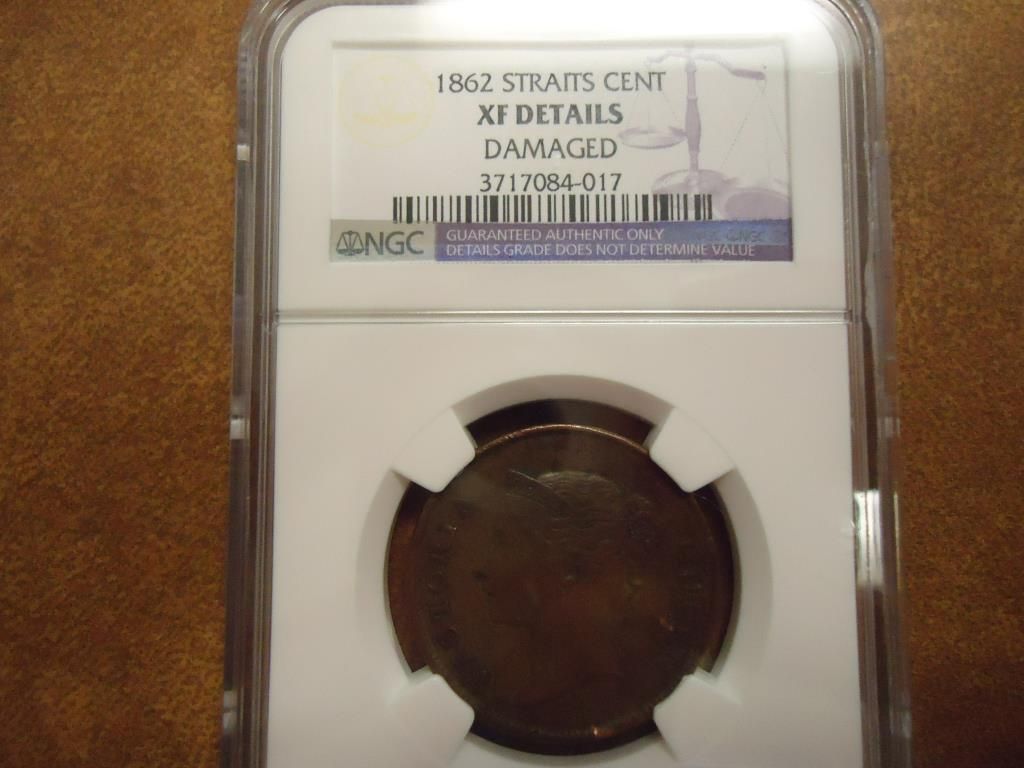 1862 STRAITS CENT
XF DETAILS
DAMAGED
3717084-017
NGC
GUARANTEED AUTHENTIC ONLY
DETAILS GRADE DOES NOT DETERMINE VALUE